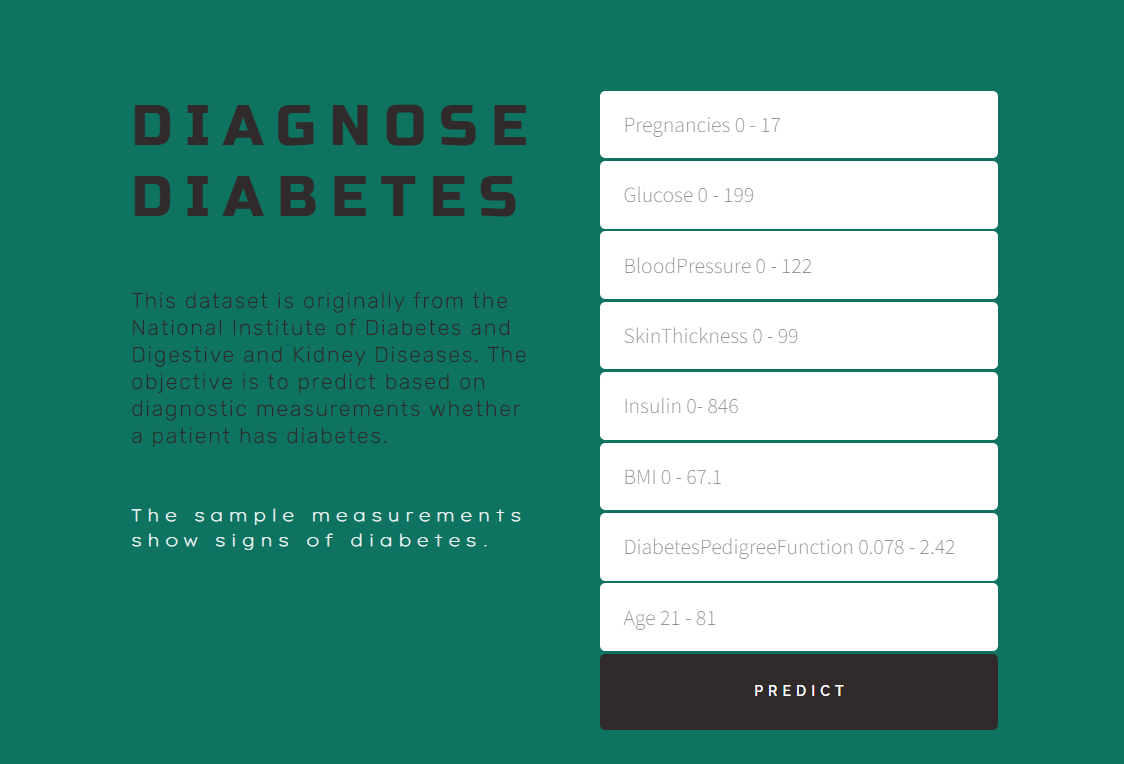 DIAGNOSE
DIABETES
This dataset is originally from the
National Institute of Diabetes and
Digestive and Kidney Diseases. The
objective is to predict based on
diagnostic measurements whether
a patient has diabetes.
The sample measurements
show signs of diabetes.
Pregnancies 0 - 17
Glucose 0 - 199
BloodPressure 0 - 122
SkinThickness 0 - 99
Insulin 0- 846
BMI 0 - 67.1
DiabetesPedigreeFunction 0.078 - 2.42
Age 21 - 81
PREDICT